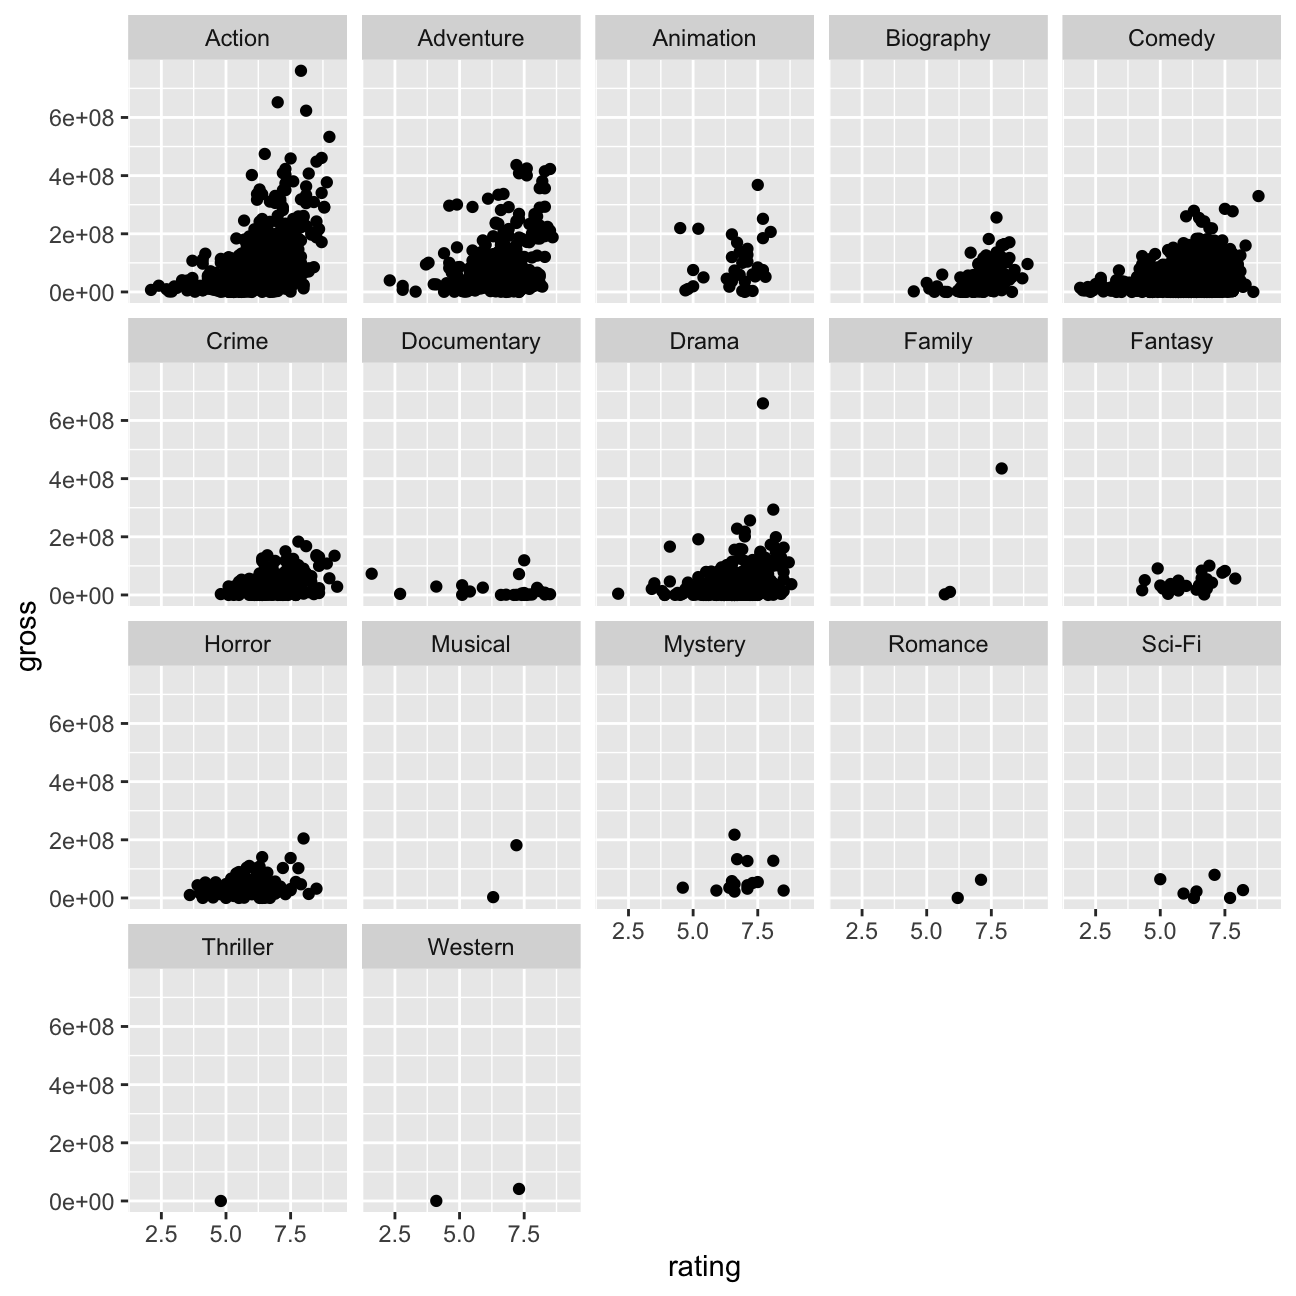 Action Adventure Animation Biography Comedy
6e+08
4e+08
2e+08
0e+00
Crime Documentary Drama Family Fantasy
6e+08
4e+08
2e+08
0e+00
gross
Horror Musical Mystery Romance Sci-Fi
6e+08
4e+08
2e+08
0e+00
2.5 5.0 7.5 2.5 5.0 7.5 2.5 5.0 7.5
Thriller Western
6e+08
4e+08
2e+08
0e+00
2.5 5.0 7.5 2.5 5.0 7.5
rating